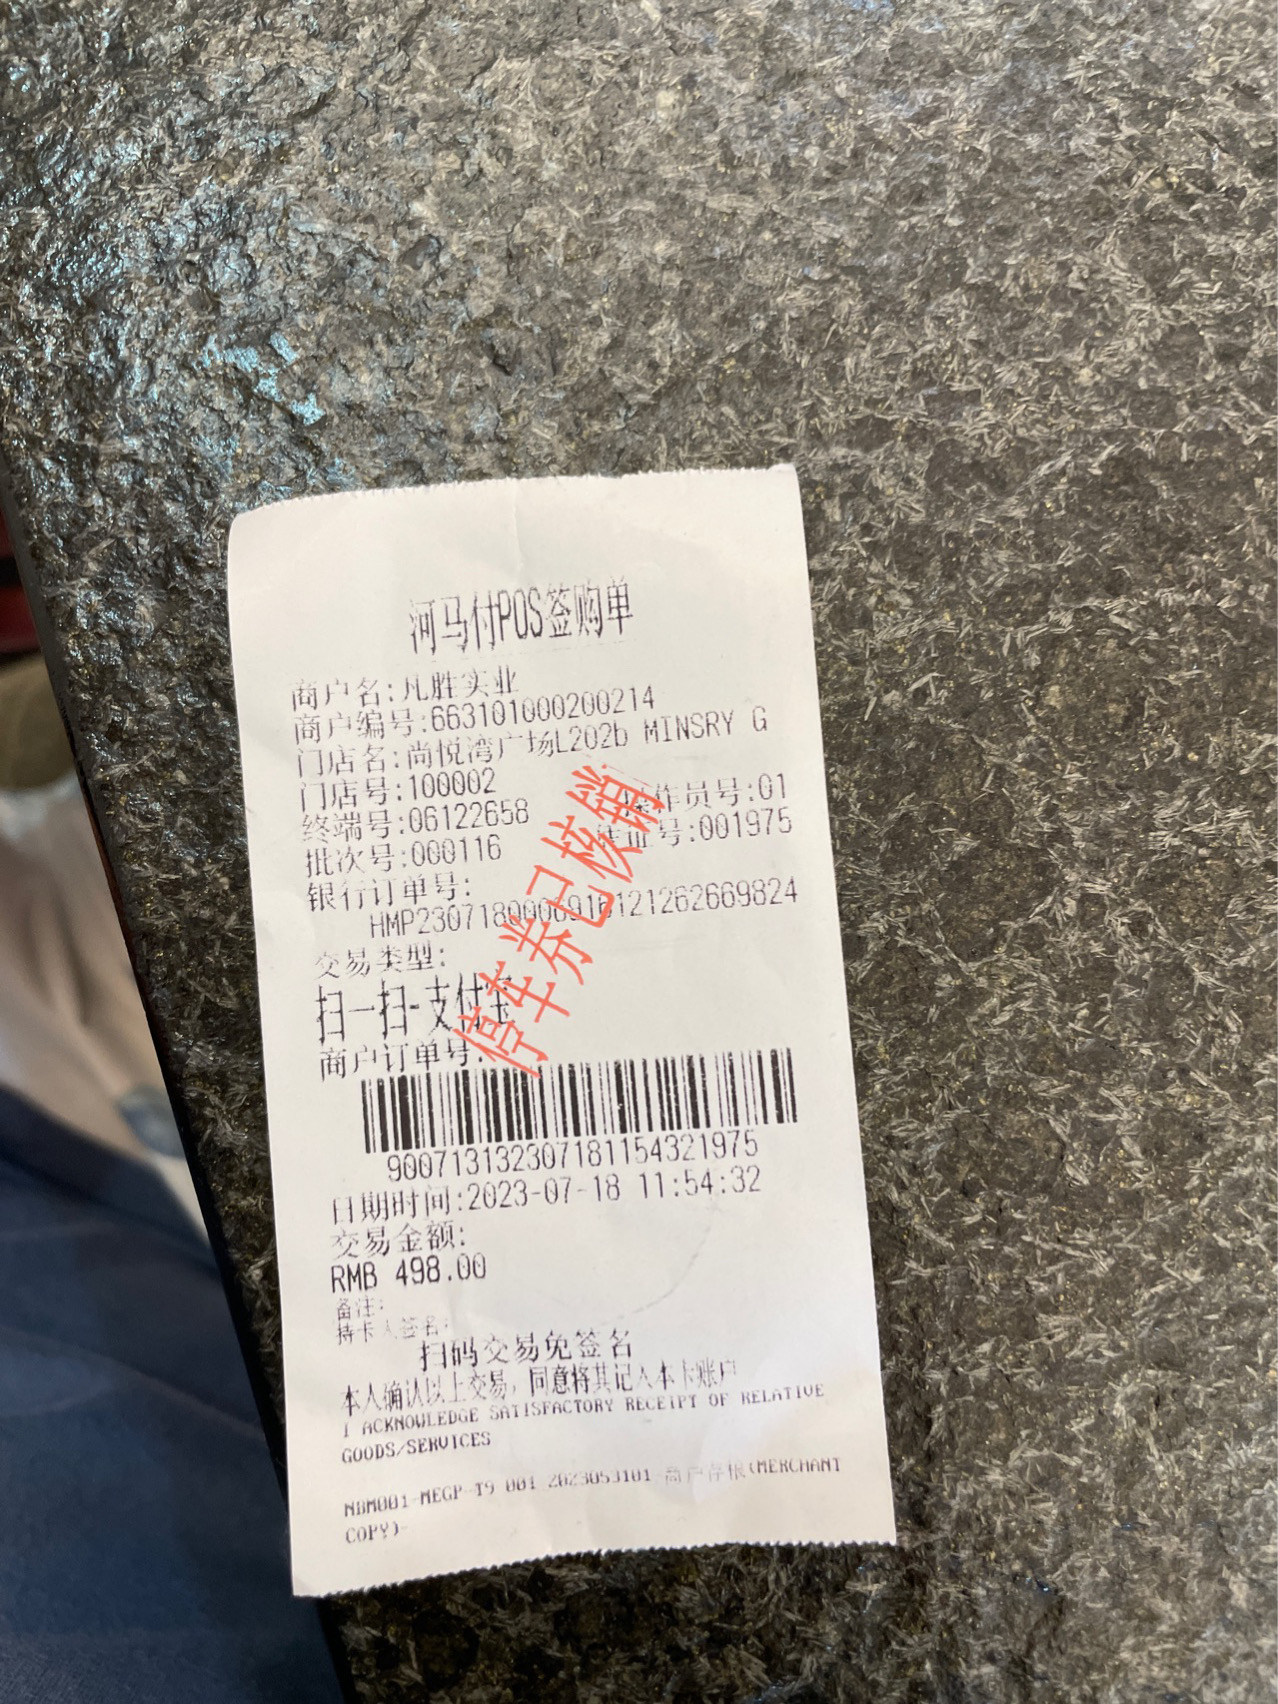 河马付POS签购单
商户名:凡胜实业
商户编号:663101000200214
门店名:尚悦湾广场L202b MINSRY G
门店号:100002
终端号:06122658 操作员号:01
批次号:000116 凭证号:001975
银行订单号:
停车券已核销
交易类型:
扫一扫-支付宝
商户订单号:
900713132307181154321975
日期时间:2023-07-18 11:54:32
交易金额:
RMB 498.00
备注:
持卡人签名:
扫码交易免签名
本人确认以上交易，同意将其记入本卡账户
I ACKNOWLEDGE SATISFACTORY RECEIPT OF RELATIVE
GOODS/SERVICES
NBM001-MEGP-T9 001 2023053101-商户存根(MERCHANT
COPY)-